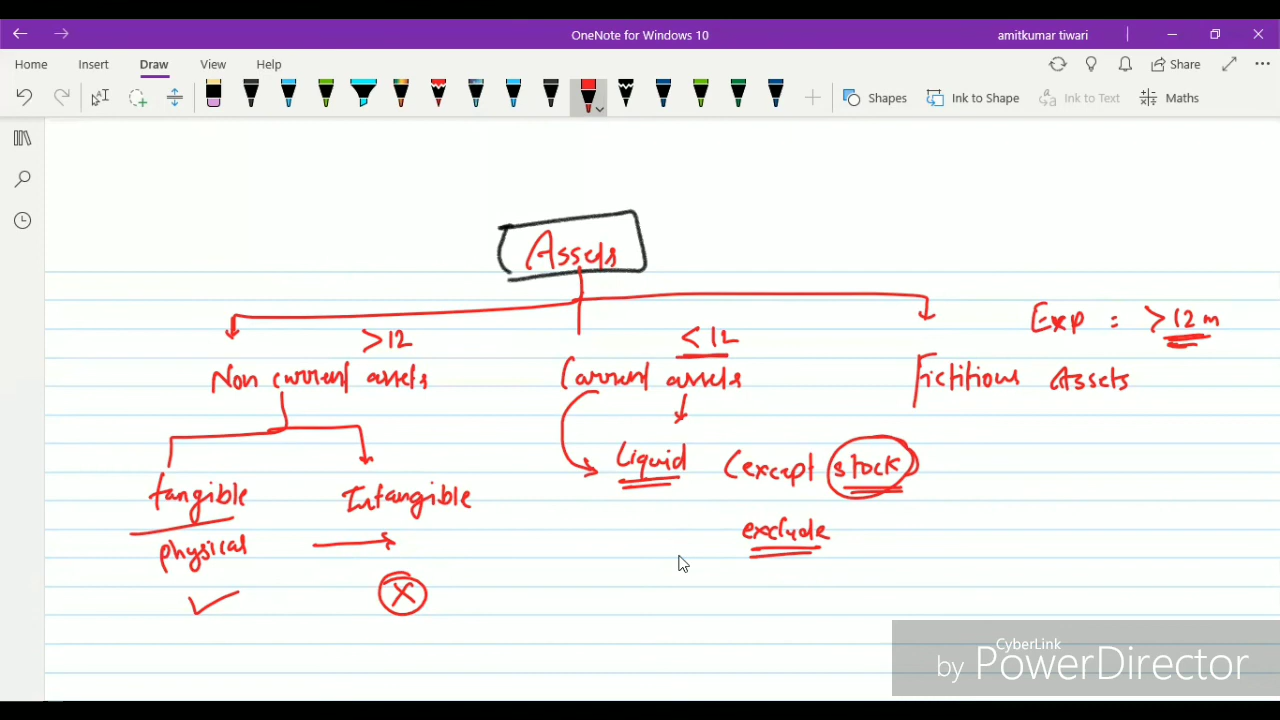 OneNote for Windows 10
amitkumar tiwari
Home Insert Draw View Help
Share
Shapes
Ink to Shape
Ink to Text
Maths
Assets
>12
<12
Exp : >12m
Non current assets
Current assets
Fictitious Assets
Liquid (except stock)
tangible
Intangible
exclude
physical
X
CyberLink
by PowerDirector